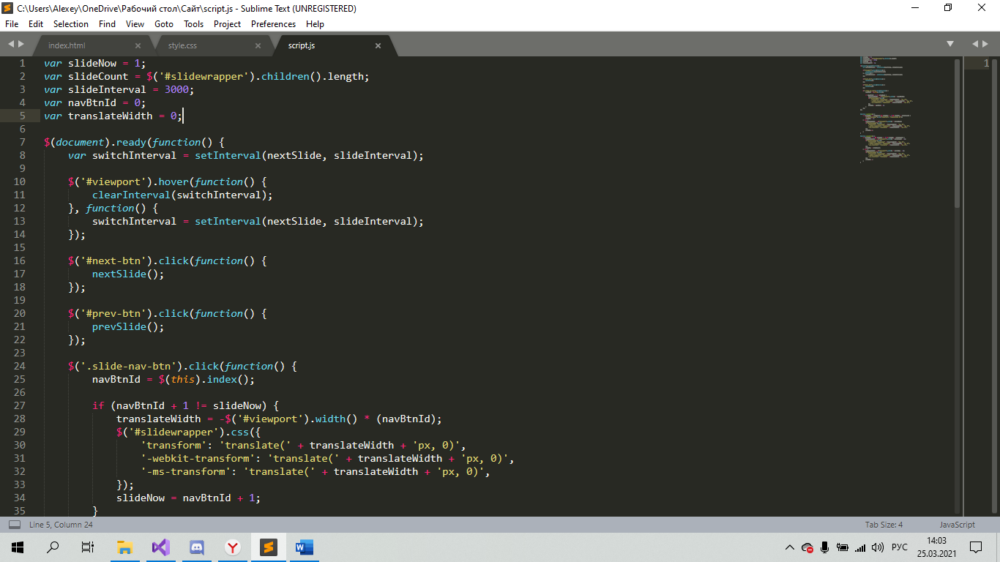 C:\Users\Alexey\OneDrive\Рабочий стол\Сайт\script.js - Sublime Text (UNREGISTERED)
File Edit Selection Find View Goto Tools Project Preferences Help
index.html style.css script.js
1 var slideNow = 1;
2 var slideCount = $('#slidewrapper').children().length;
3 var slideInterval = 3000;
4 var navBtnId = 0;
5 var translateWidth = 0;
6
7 $(document).ready(function() {
8     var switchInterval = setInterval(nextSlide, slideInterval);
9
10     $('#viewport').hover(function() {
11         clearInterval(switchInterval);
12     }, function() {
13         switchInterval = setInterval(nextSlide, slideInterval);
14     });
15
16     $('#next-btn').click(function() {
17         nextSlide();
18     });
19
20     $('#prev-btn').click(function() {
21         prevSlide();
22     });
23
24     $('.slide-nav-btn').click(function() {
25         navBtnId = $(this).index();
26
27         if (navBtnId + 1 != slideNow) {
28             translateWidth = -$('#viewport').width() * (navBtnId);
29             $('#slidewrapper').css({
30                 'transform': 'translate(' + translateWidth + 'px, 0)',
31                 '-webkit-transform': 'translate(' + translateWidth + 'px, 0)',
32                 '-ms-transform': 'translate(' + translateWidth + 'px, 0)',
33             });
34             slideNow = navBtnId + 1;
35         }
1
Line 5, Column 24 Tab Size: 4 JavaScript
РУС 14:03
25.03.2021